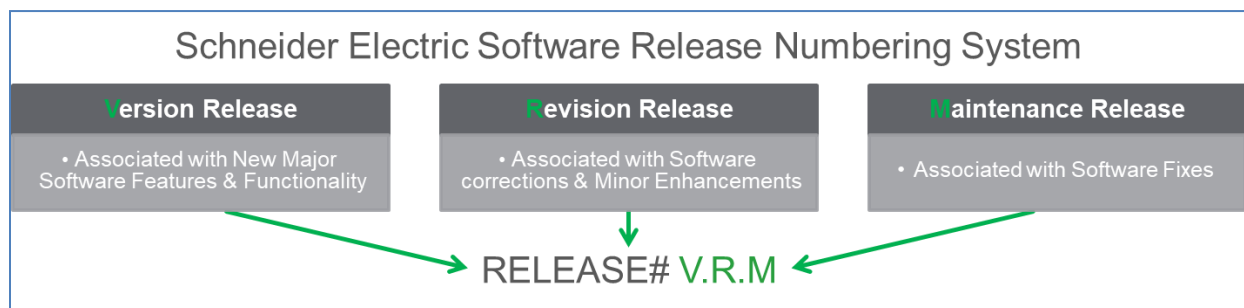 Schneider Electric Software Release Numbering System
Version Release
• Associated with New Major
Software Features & Functionality
Revision Release
• Associated with Software
corrections & Minor Enhancements
Maintenance Release
• Associated with Software Fixes
RELEASE# V.R.M